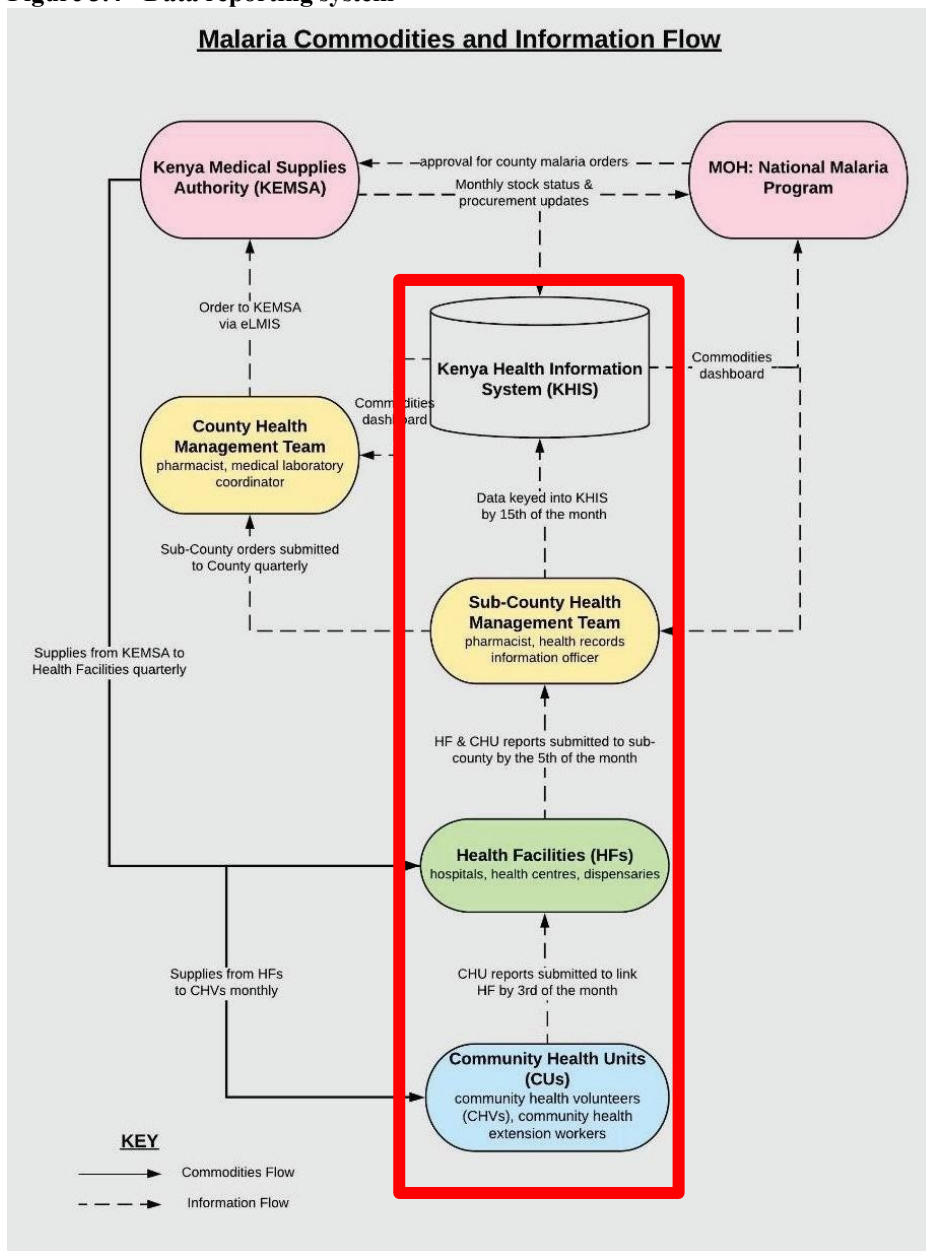 Figure 3.4 Data reporting system
Malaria Commodities and Information Flow
Kenya Medical Supplies
Authority (KEMSA)
approval for county malaria orders
Monthly stock status &
procurement updates
MOH: National Malaria
Program
Order to KEMSA
via eLMIS
Kenya Health Information
System (KHIS)
Commodities
dashboard
Commodities
dashboard
County Health
Management Team
pharmacist, medical laboratory
coordinator
Data keyed into KHIS
by 15th of the month
Sub-County orders submitted
to County quarterly
Sub-County Health
Management Team
pharmacist, health records
information officer
Supplies from KEMSA to
Health Facilities quarterly
HF & CHU reports submitted to sub-
county by the 5th of the month
Health Facilities (HFs)
hospitals, health centres, dispensaries
Supplies from HFs
to CHVs monthly
CHU reports submitted to link
HF by 3rd of the month
Community Health Units
(CUs)
community health volunteers
(CHVs), community health
extension workers
KEY
Commodities Flow
Information Flow